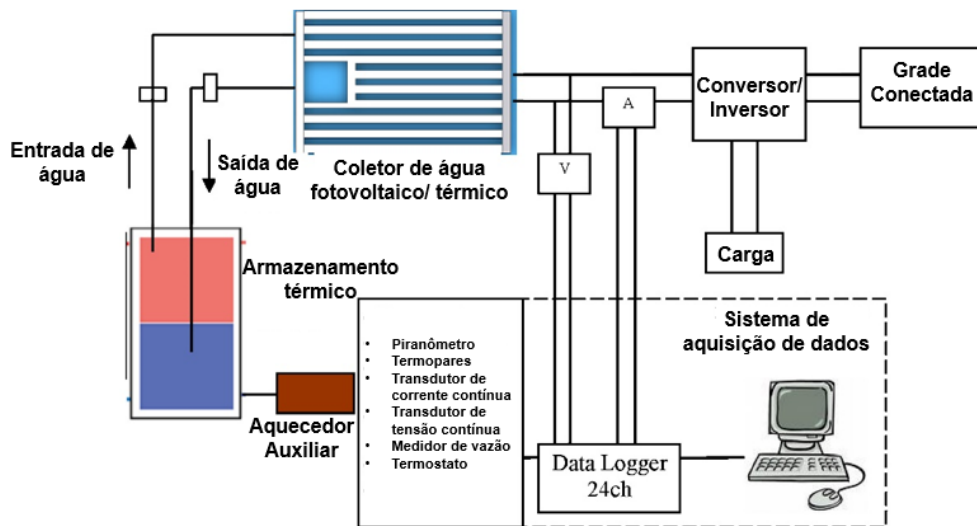 Entrada de
água
Saída de
água
Coletor de água
fotovoltaico/ térmico
A
V
Conversor/
Inversor
Grade
Conectada
Carga
Armazenamento
térmico
Aquecedor
Auxiliar
• Piranômetro
• Termopares
• Transdutor de
corrente contínua
• Transdutor de
tensão contínua
• Medidor de vazão
• Termostato
Sistema de
aquisição de dados
Data Logger
24ch